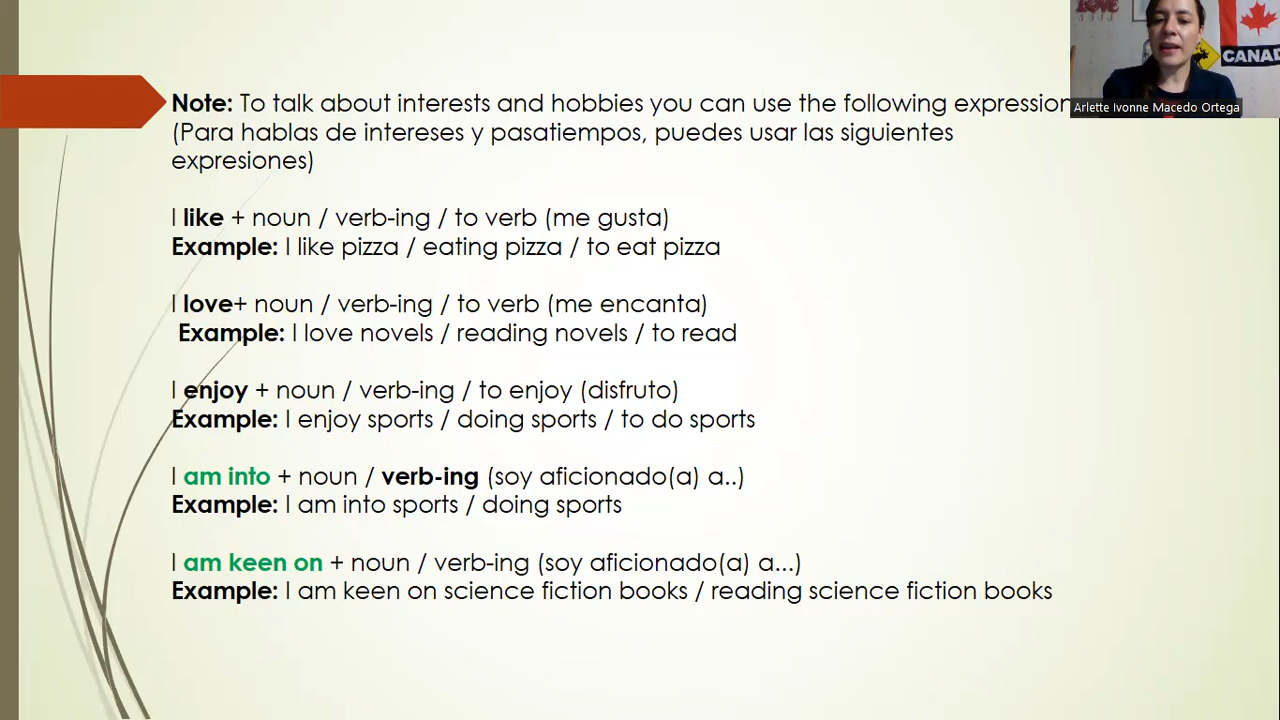 Note: To talk about interests and hobbies you can use the following expression
(Para hablas de intereses y pasatiempos, puedes usar las siguientes
expresiones)
I like + noun / verb-ing / to verb (me gusta)
Example: I like pizza / eating pizza / to eat pizza
I love+ noun / verb-ing / to verb (me encanta)
Example: I love novels / reading novels / to read
I enjoy + noun / verb-ing / to enjoy (disfruto)
Example: I enjoy sports / doing sports / to do sports
I am into + noun / verb-ing (soy aficionado(a) a..)
Example: I am into sports / doing sports
I am keen on + noun / verb-ing (soy aficionado(a) a...)
Example: I am keen on science fiction books / reading science fiction books
LOVE
CANAD
Arlette Ivonne Macedo Ortega